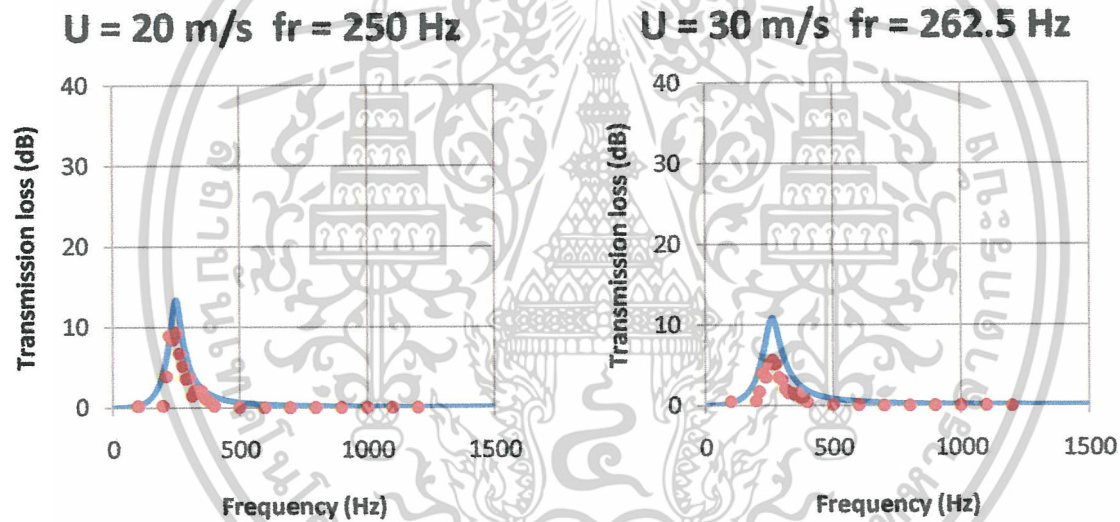 U = 20 m/s fr = 250 Hz
Transmission loss (dB)
40
30
20
10
0
0 500 1000 1500
Frequency (Hz)
U = 30 m/s fr = 262.5 Hz
Transmission loss (dB)
40
30
20
10
0
0 500 1000 1500
Frequency (Hz)